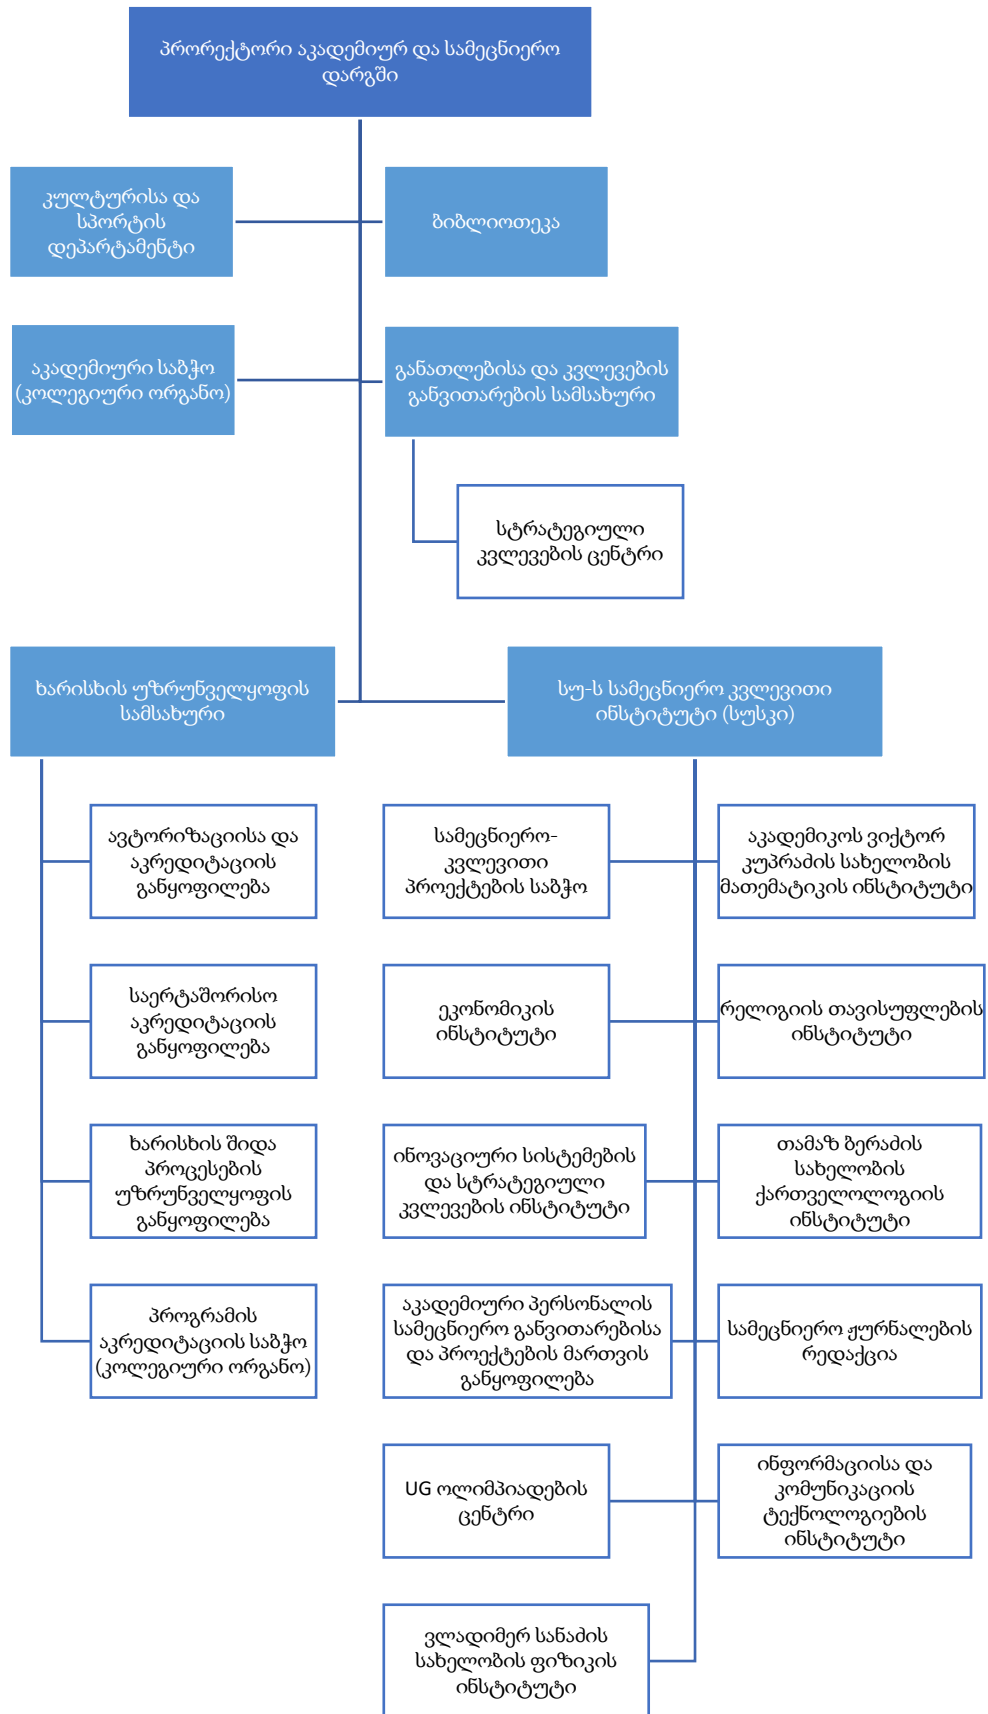 პრორექტორი აკადემიურ და სამეცნიერო
დარგში
კულტურისა და
სპორტის
დეპარტამენტი
ბიბლიოთეკა
აკადემიური საბჭო
(კოლეგიური ორგანო)
განათლებისა და კვლევების
განვითარების სამსახური
სტრატეგიული
კვლევების ცენტრი
ხარისხის უზრუნველყოფის
სამსახური
სუ-ს სამეცნიერო კვლევითი
ინსტიტუტი (სუსკი)
ავტორიზაციისა და
აკრედიტაციის
განყოფილება
სამეცნიერო-
კვლევითი
პროექტების საბჭო
აკადემიკოს ვიქტორ
კუპრაძის სახელობის
მათემატიკის ინსტიტუტი
საერტაშორისო
აკრედიტაციის
განყოფილება
ეკონომიკის
ინსტიტუტი
რელიგიის თავისუფლების
ინსტიტუტი
ხარისხის შიდა
პროცესების
უზრუნველყოფის
განყოფილება
ინოვაციური სისტემების
და სტრატეგიული
კვლევების ინსტიტუტი
თამაზ ბერაძის
სახელობის
ქართველოლოგიის
ინსტიტუტი
პროგრამის
აკრედიტაციის საბჭო
(კოლეგიური ორგანო)
აკადემიური პერსონალის
სამეცნიერო განვითარებისა
და პროექტების მართვის
განყოფილება
სამეცნიერო ჟურნალების
რედაქცია
UG ოლიმპიადების
ცენტრი
ინფორმაციისა და
კომუნიკაციის
ტექნოლოგიების
ინსტიტუტი
ვლადიმერ სანაძის
სახელობის ფიზიკის
ინსტიტუტი